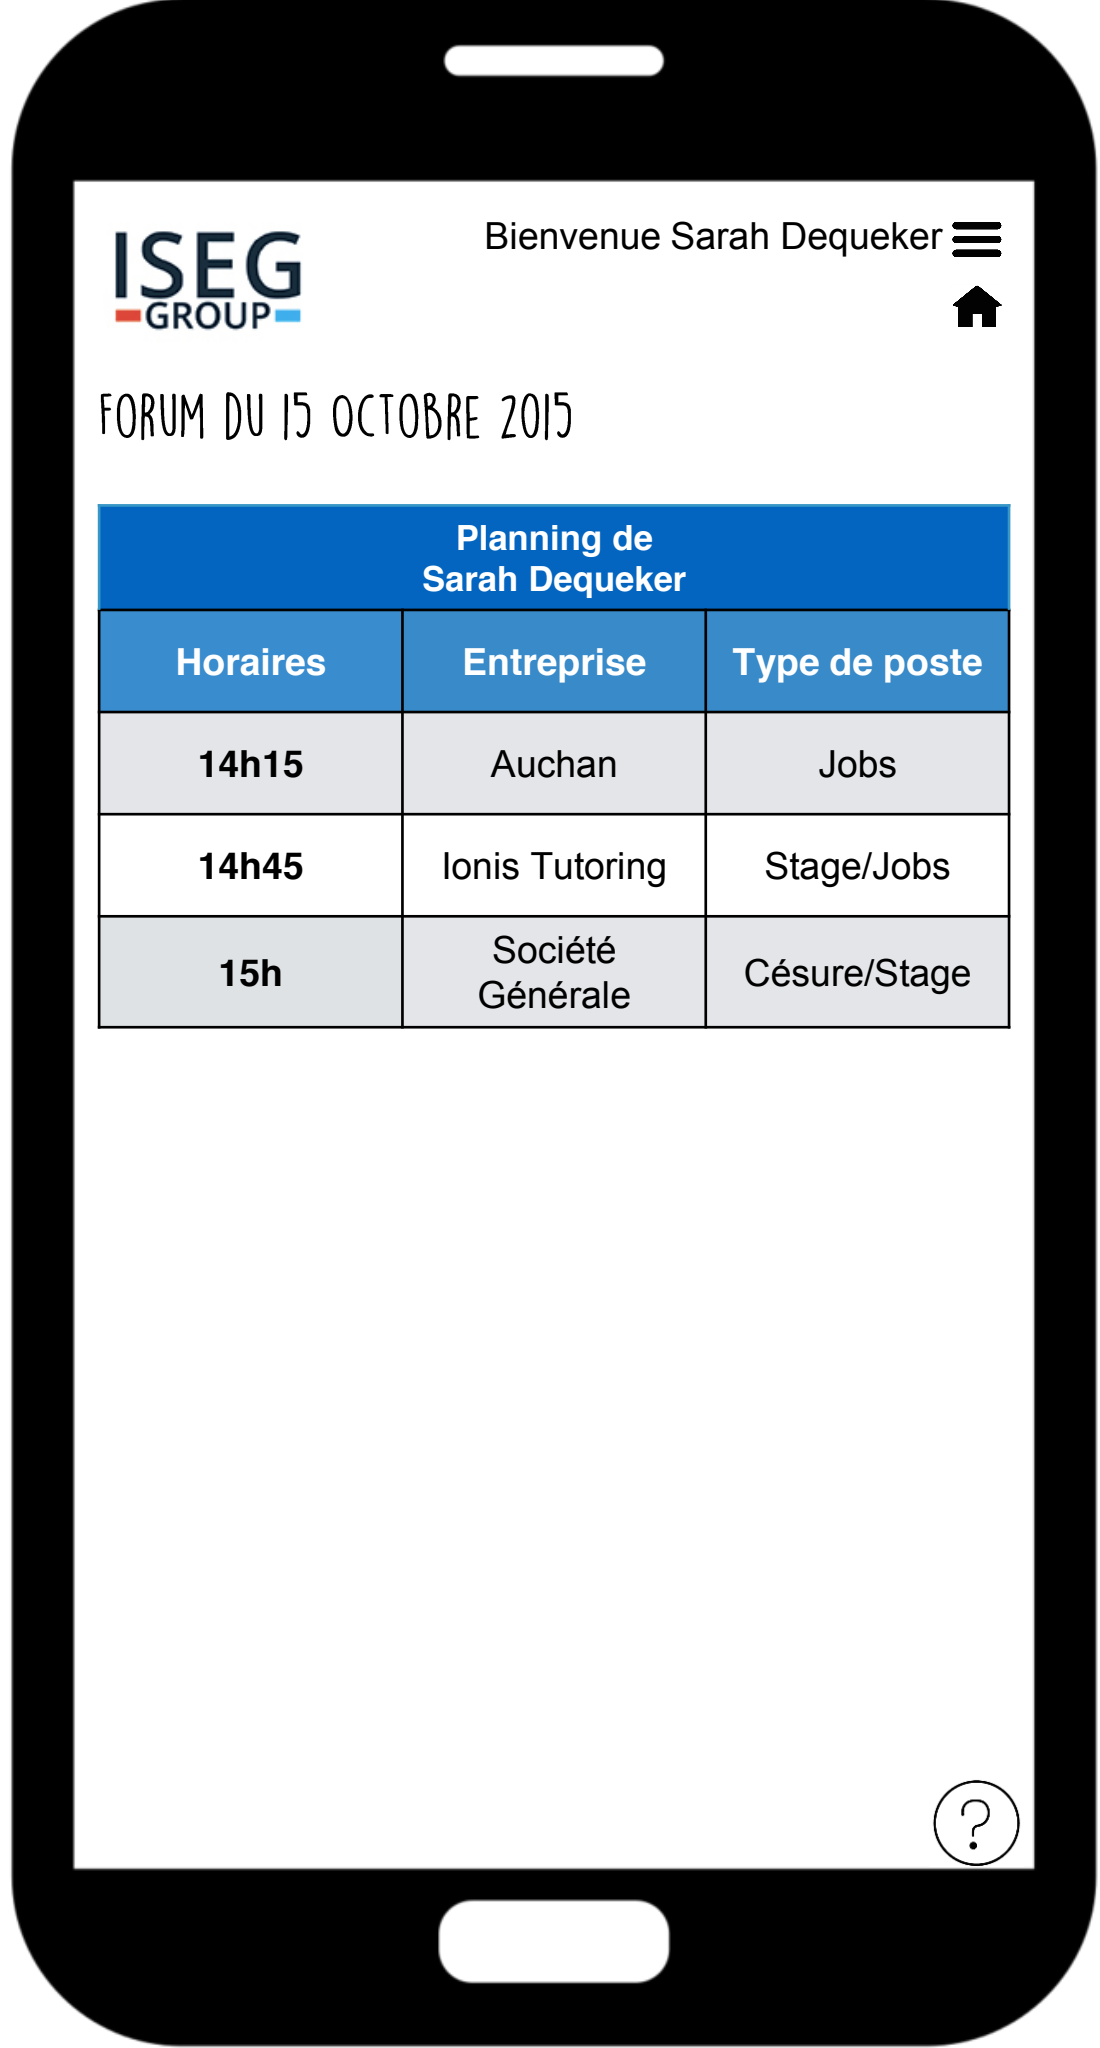 ISEG
GROUP
Bienvenue Sarah Dequeker
FORUM DU 15 OCTOBRE 2015
Planning de
Sarah Dequeker
Horaires Entreprise Type de poste
14h15 Auchan Jobs
14h45 Ionis Tutoring Stage/Jobs
15h Société Générale Césure/Stage
?